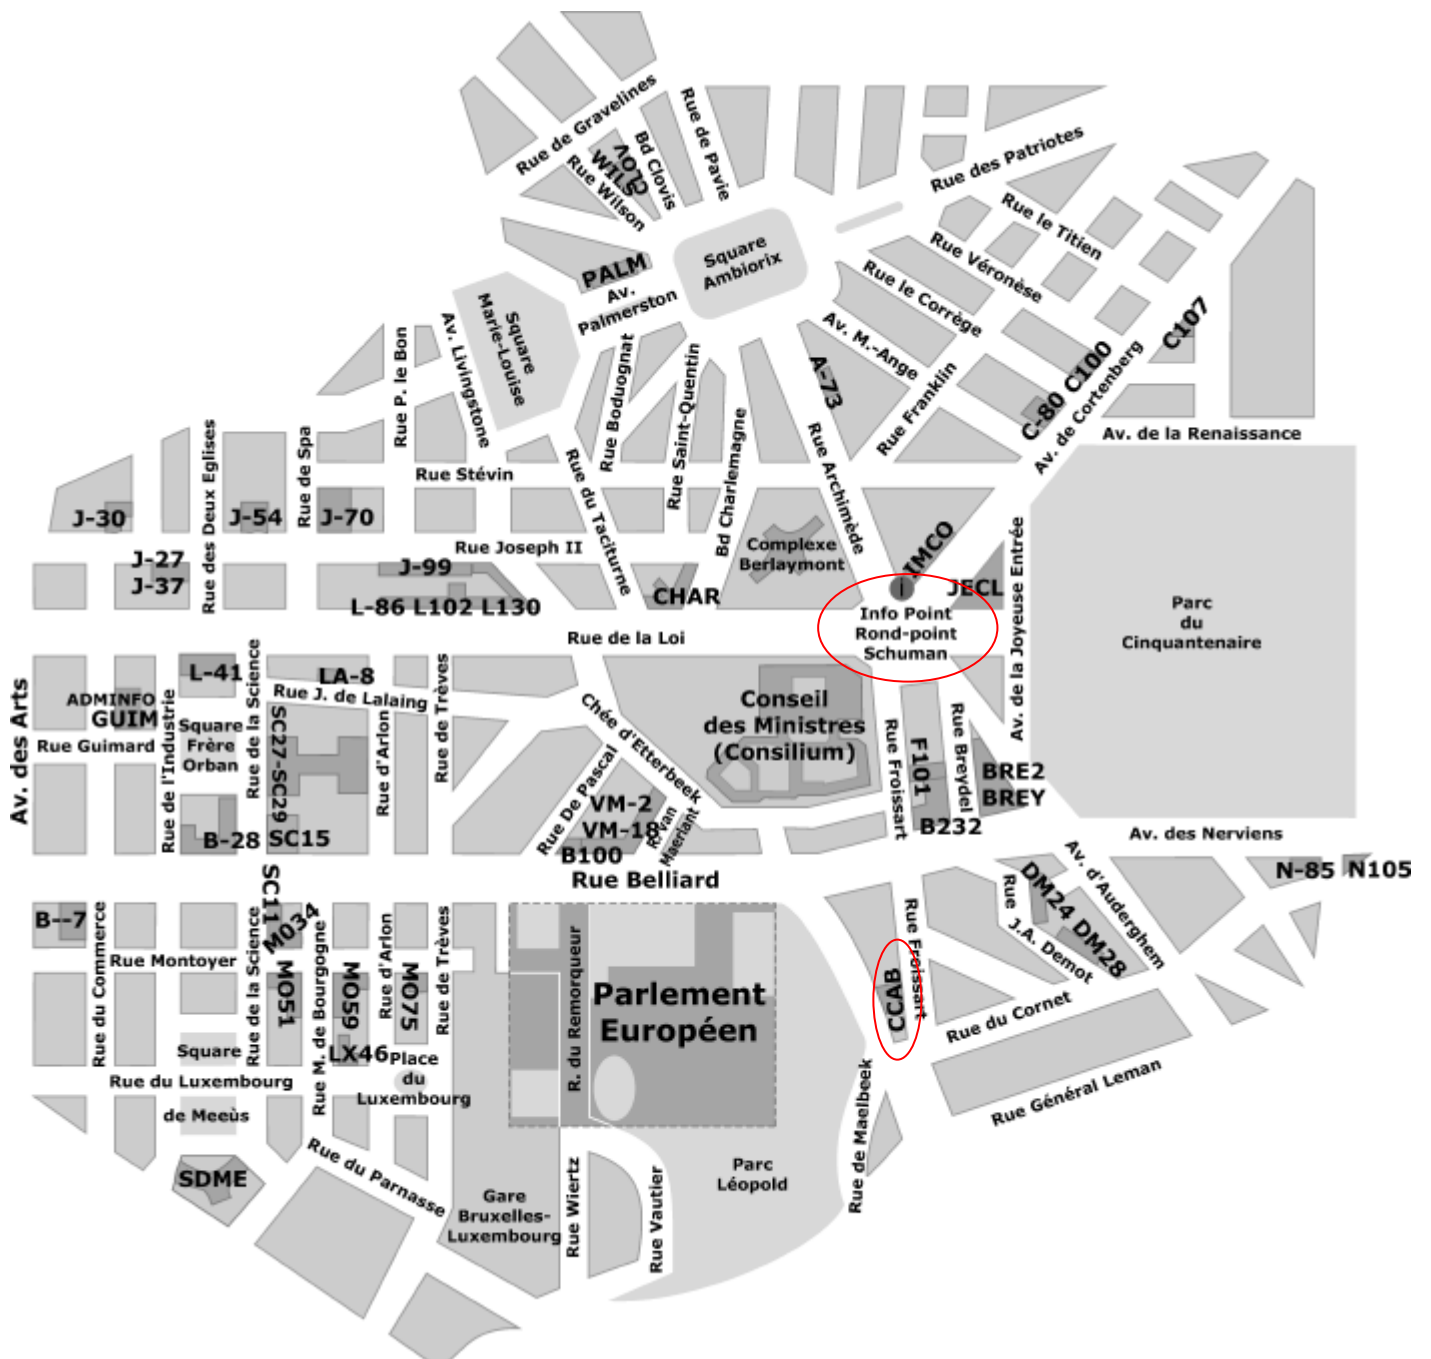 Rue de Gravelines
Rue de Pavie
Bd Clovis
CLOV
WILS
Rue Wilson
Rue des Patriotes
Rue le Titien
Rue Véronèse
Rue le Corrège
Square
Ambiorix
PALM
Av.
Palmerston
Square
Marie-Louise
Av. Livingstone
Rue P. le Bon
Rue Boduognat
Rue Saint-Quentin
Bd Charlemagne
Av. M.-Ange
A-73
Rue Franklin
Rue Archimède
C-80
C100
C107
Av. de Cortenberg
Av. de la Renaissance
Rue des Deux Eglises
Rue de Spa
Rue Stévin
Rue du Taciturne
J-30
J-54
J-70
J-27
J-37
Rue Joseph II
J-99
L-86 L102 L130
CHAR
Complexe
Berlaymont
IMCO
I
JECL
Info Point
Rond-point
Schuman
Av. de la Joyeuse Entrée
Parc
du
Cinquantenaire
Rue de la Loi
L-41
LA-8
Rue J. de Lalaing
ADMINFO
GUIM
Av. des Arts
Rue Guimard
Rue de l'Industrie
Square
Frère
Orban
Rue de la Science
SC27-SC29
Rue d'Arlon
Rue de Trèves
Chée d'Etterbeek
Conseil
des Ministres
(Consilium)
Rue Froissart
F101
Rue Breydel
BRE2
BREY
B232
Rue De Pascal
VM-2
VM-18
B100
R. van
Maerlant
B-28
SC15
Rue Belliard
Av. des Nerviens
N-85
N105
Av. d'Auderghem
DM24
DM28
Rue
J.A. Demot
SC11
M034
B--7
Rue du Commerce
Rue Montoyer
Rue de la Science
MO51
Rue M. de Bourgogne
MO59
Rue d'Arlon
MO75
Rue de Trèves
R. du Remorqueur
Parlement
Européen
Rue Froissart
CCAB
Rue du Cornet
Rue Général Leman
Rue de Maelbeek
LX46
Square
Rue du Luxembourg
de Meeùs
Place
du
Luxembourg
SDME
Rue du Parnasse
Gare
Bruxelles-
Luxembourg
Rue Wiertz
Rue Vautier
Parc
Léopold